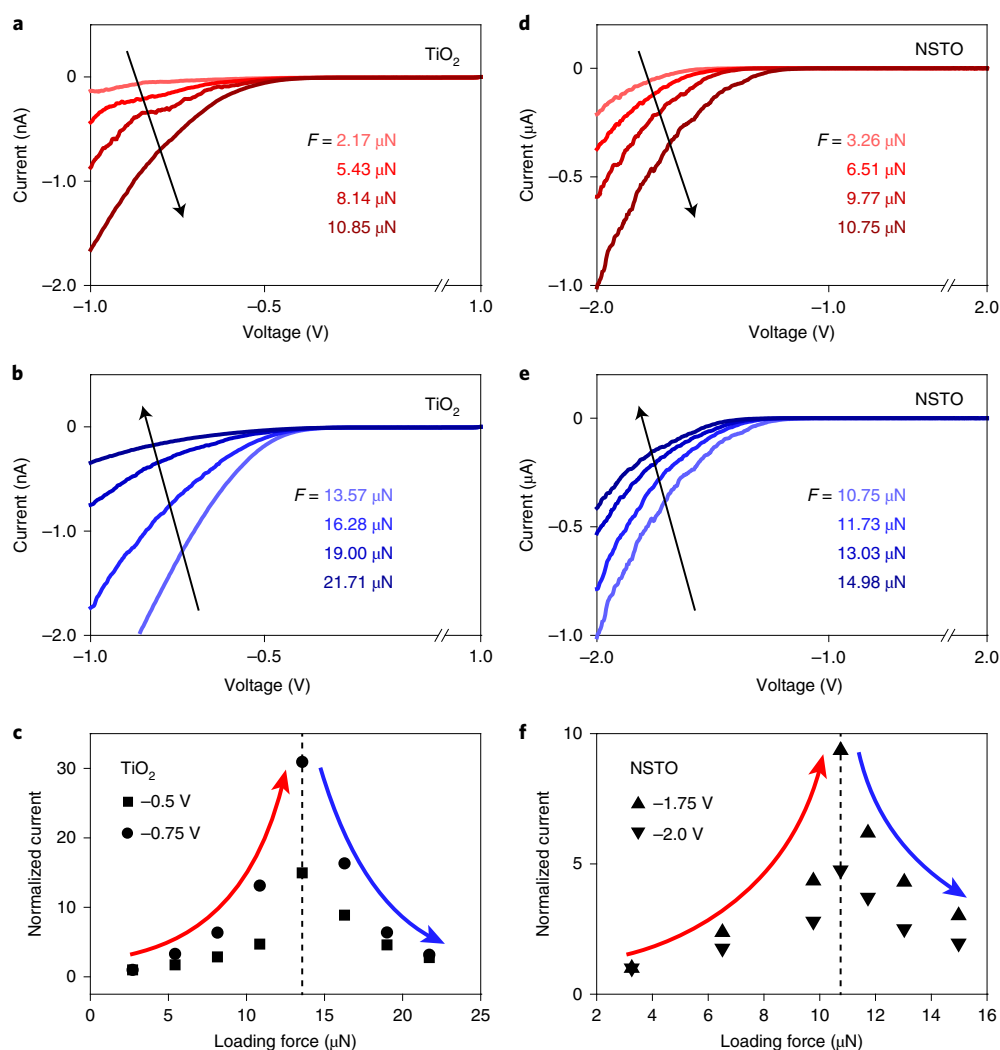 a
TiO2
0
−1.0
−2.0
Current (nA)
F = 2.17 μN
5.43 μN
8.14 μN
10.85 μN
−1.0
−0.5
1.0
Voltage (V)
d
NSTO
0
−0.5
−1.0
Current (μA)
F = 3.26 μN
6.51 μN
9.77 μN
10.75 μN
−2.0
−1.0
2.0
Voltage (V)
b
TiO2
0
−1.0
−2.0
Current (nA)
F = 13.57 μN
16.28 μN
19.00 μN
21.71 μN
−1.0
−0.5
1.0
Voltage (V)
e
NSTO
0
−0.5
−1.0
Current (μA)
F = 10.75 μN
11.73 μN
13.03 μN
14.98 μN
−2.0
−1.0
2.0
Voltage (V)
c
TiO2
−0.5 V
−0.75 V
30
20
10
0
Normalized current
0
5
10
15
20
25
Loading force (μN)
f
NSTO
−1.75 V
−2.0 V
10
5
0
Normalized current
2
4
6
8
10
12
14
16
Loading force (μN)